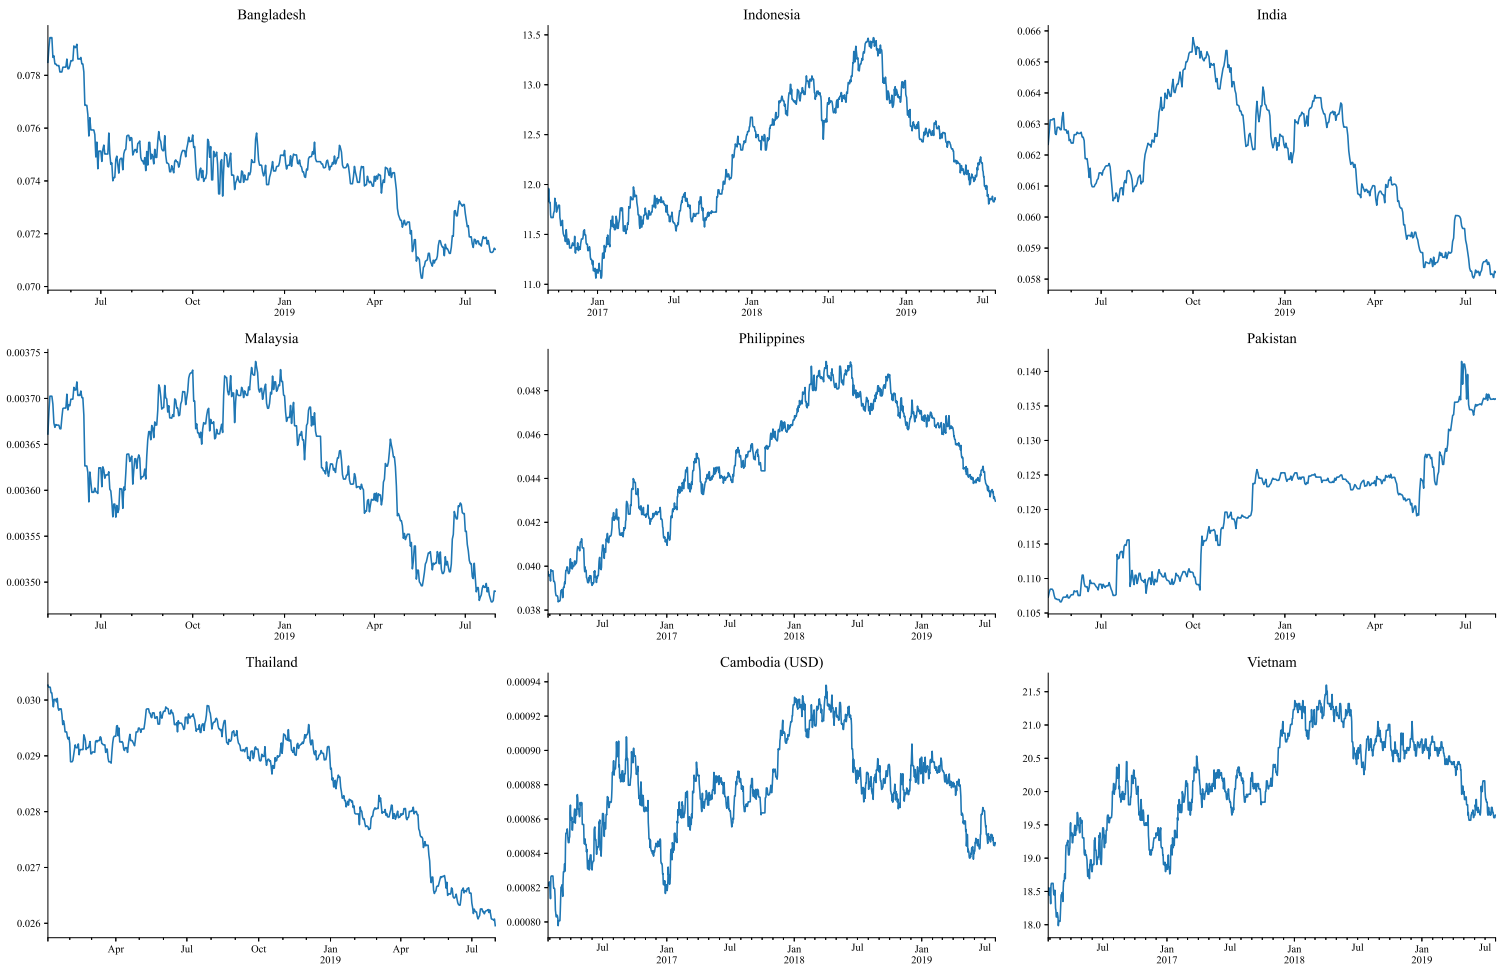 Bangladesh
0.078
0.076
0.074
0.072
0.070
Jul
Oct
Jan
2019
Apr
Jul
Indonesia
13.5
13.0
12.5
12.0
11.5
11.0
Jan
2017
Jul
Jan
2018
Jul
Jan
2019
Jul
India
0.066
0.065
0.064
0.063
0.062
0.061
0.060
0.059
0.058
Jul
Oct
Jan
2019
Apr
Jul
Malaysia
0.00375
0.00370
0.00365
0.00360
0.00355
0.00350
Jul
Oct
Jan
2019
Apr
Jul
Philippines
0.048
0.046
0.044
0.042
0.040
0.038
Jul
Jan
2017
Jul
Jan
2018
Jul
Jan
2019
Jul
Pakistan
0.140
0.135
0.130
0.125
0.120
0.115
0.110
0.105
Jul
Oct
Jan
2019
Apr
Jul
Thailand
0.030
0.029
0.028
0.027
0.026
Apr
Jul
Oct
Jan
2019
Apr
Jul
Cambodia (USD)
0.00094
0.00092
0.00090
0.00088
0.00086
0.00084
0.00082
0.00080
Jul
Jan
2017
Jul
Jan
2018
Jul
Jan
2019
Jul
Vietnam
21.5
21.0
20.5
20.0
19.5
19.0
18.5
18.0
Jul
Jan
2017
Jul
Jan
2018
Jul
Jan
2019
Jul